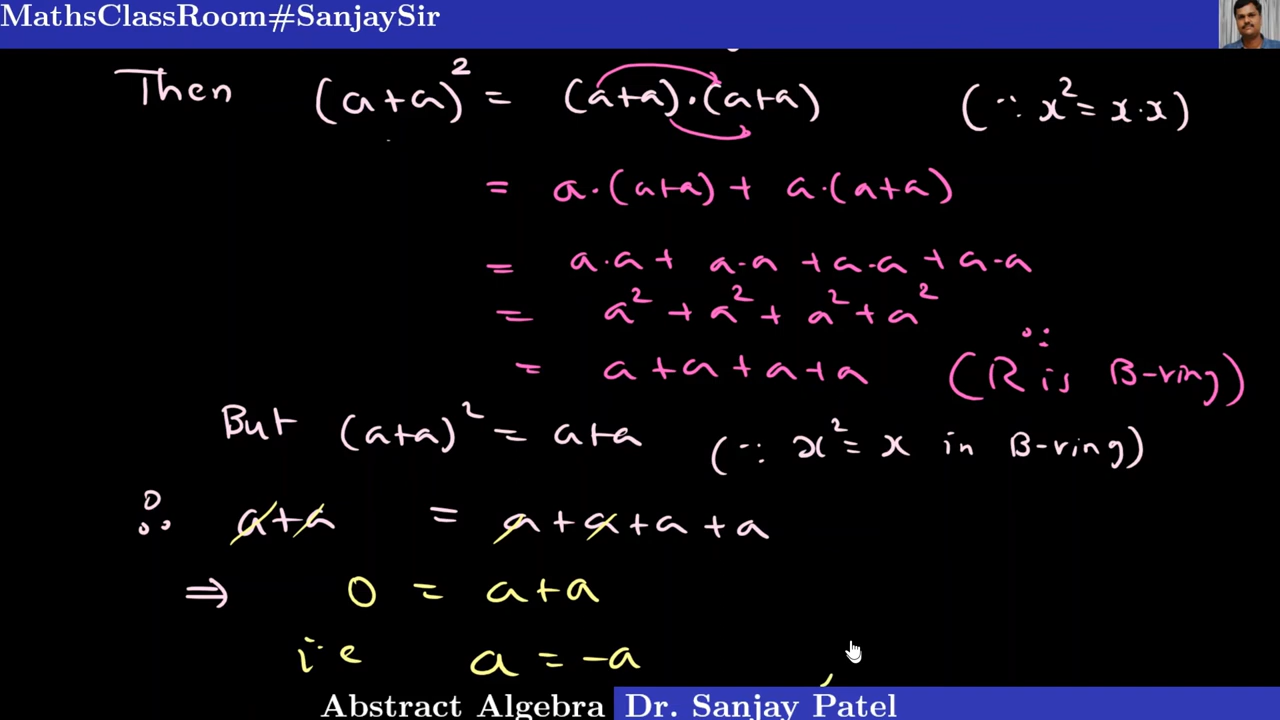 MathsClassRoom#SanjaySir
Then (a+a)² = (a+a)·(a+a) (∵ x² = x·x)
= a·(a+a) + a·(a+a)
= a·a + a·a + a·a + a·a
= a² + a² + a² + a²
= a + a + a + a (∵ R is B-ring)
But (a+a)² = a+a (∵ x² = x in B-ring)
∴ a+a = a + a + a + a
⇒ 0 = a+a
i.e a = -a ,
Abstract Algebra Dr. Sanjay Patel